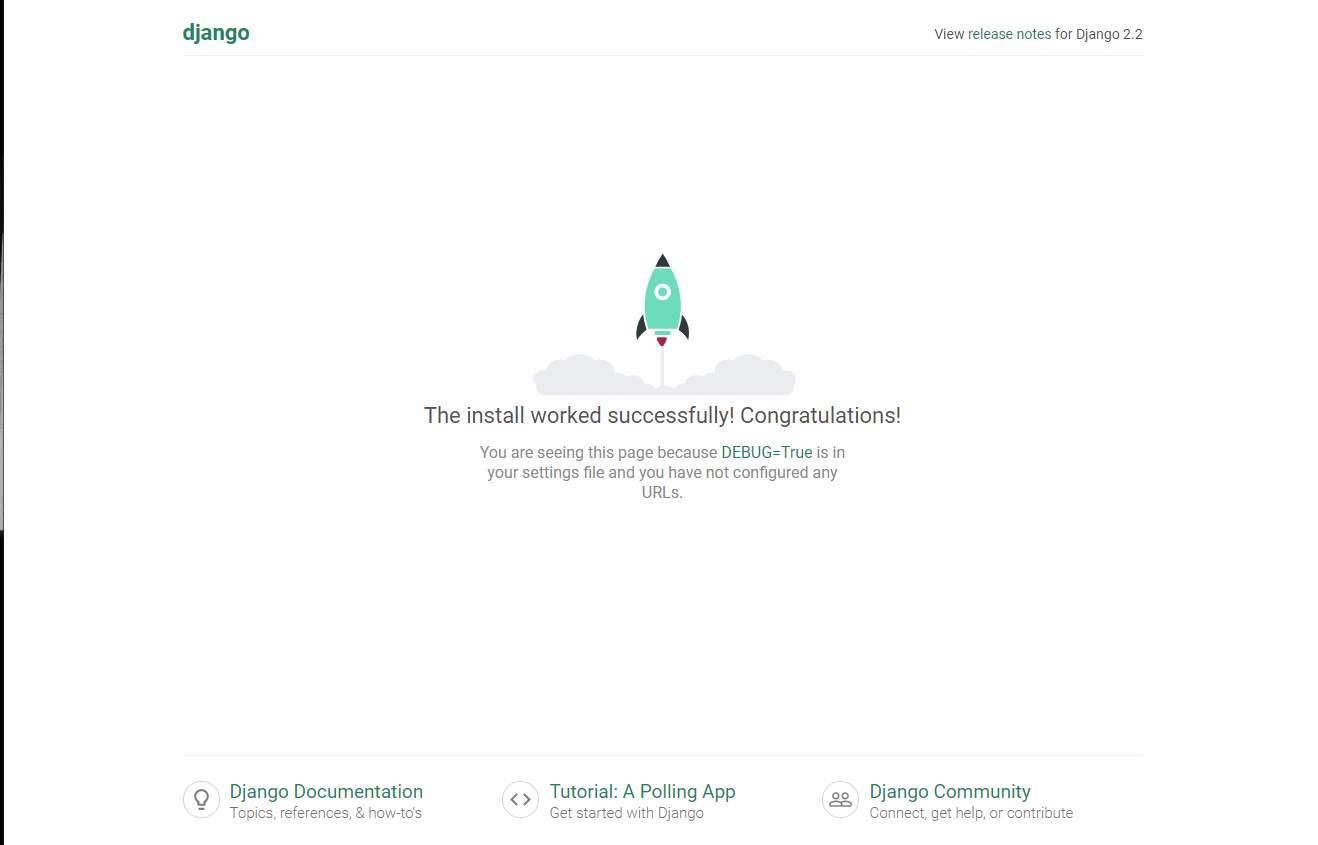 django
View release notes for Django 2.2
The install worked successfully! Congratulations!
You are seeing this page because DEBUG=True is in
your settings file and you have not configured any
URLs.
Django Documentation
Topics, references, & how-to's
Tutorial: A Polling App
Get started with Django
Django Community
Connect, get help, or contribute